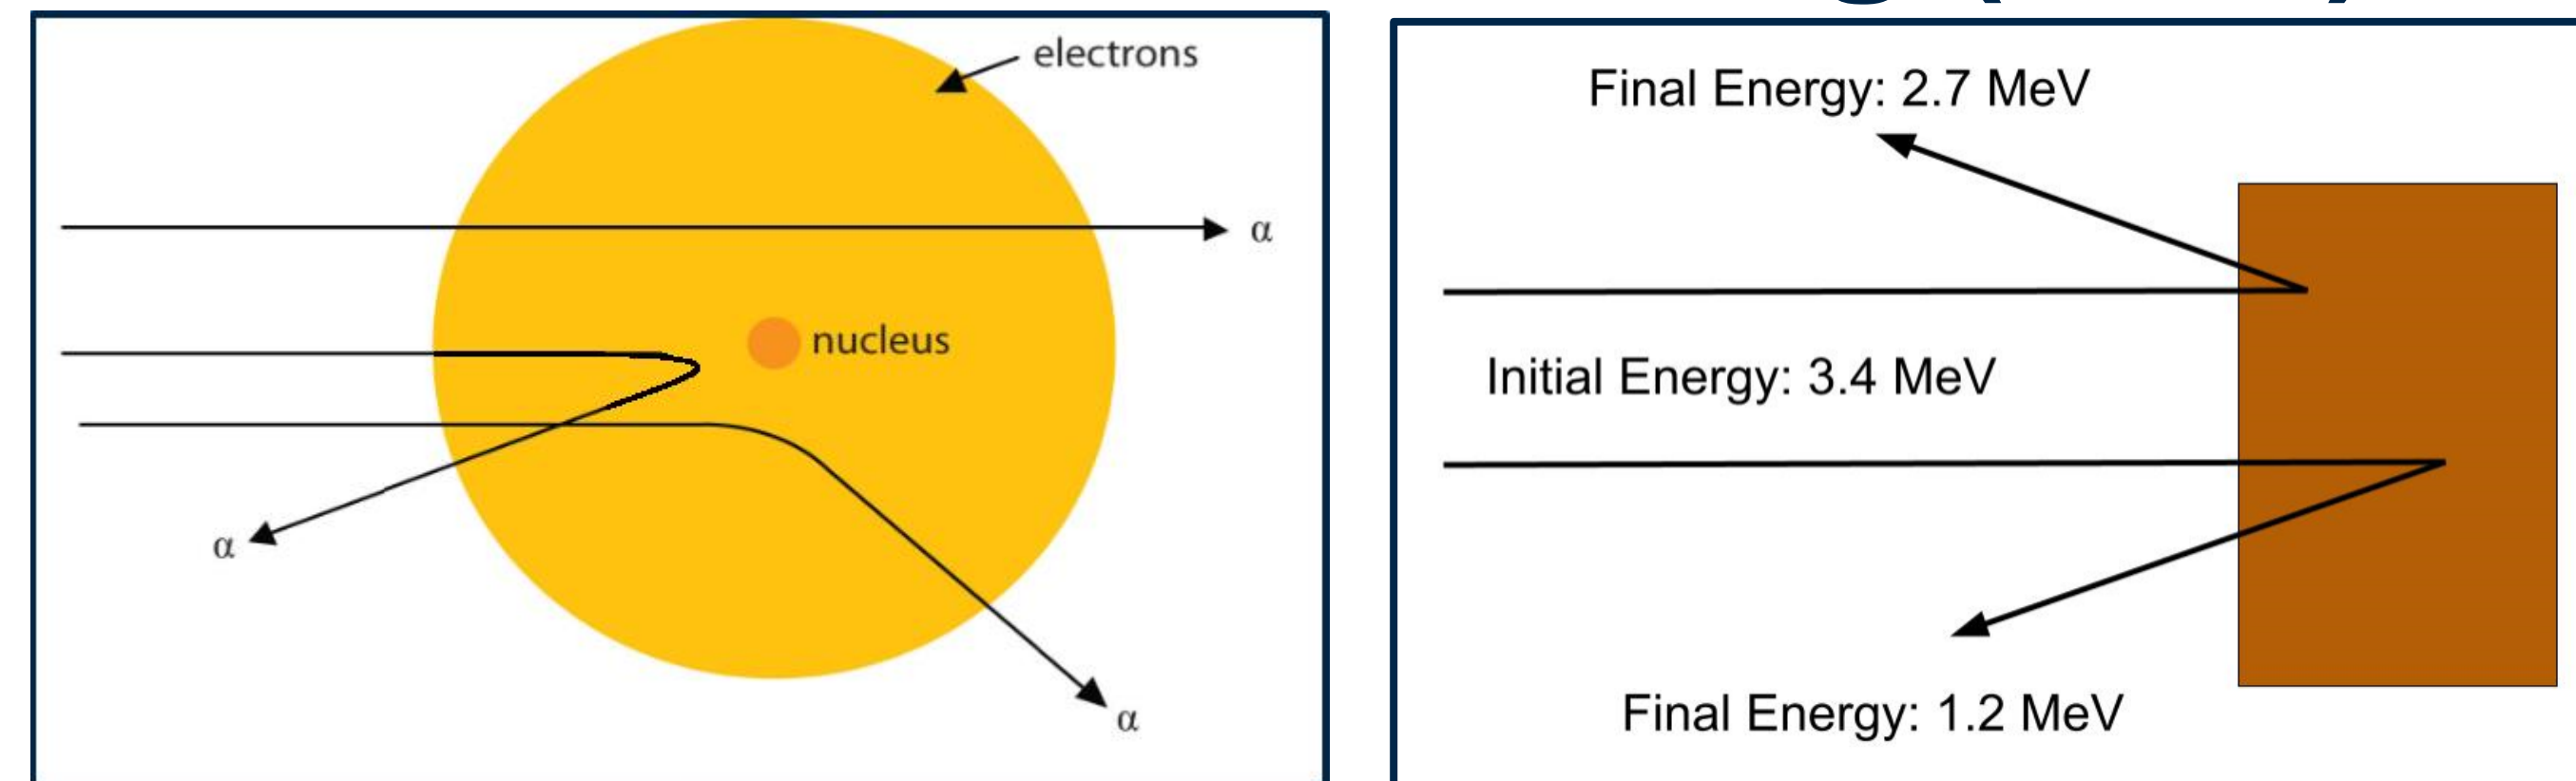 electrons
α
nucleus
α
α
Final Energy: 2.7 MeV
Initial Energy: 3.4 MeV
Final Energy: 1.2 MeV